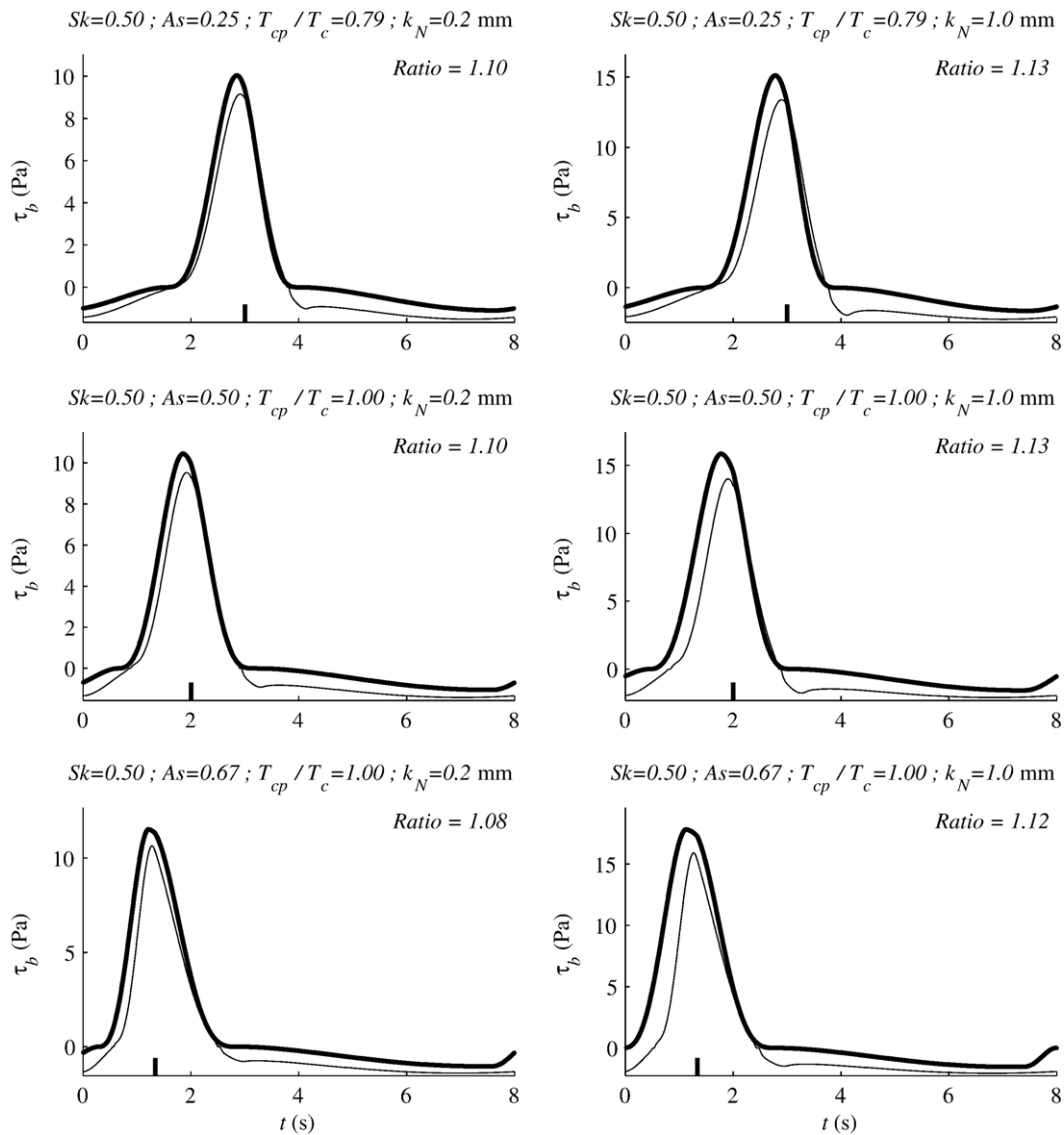 Sk=0.50 ; As=0.25 ; T_cp / T_c=0.79 ; k_N=0.2 mm
Ratio = 1.10
10
8
6
4
2
0
τ_b (Pa)
0 2 4 6 8
Sk=0.50 ; As=0.25 ; T_cp / T_c=0.79 ; k_N=1.0 mm
Ratio = 1.13
15
10
5
0
τ_b (Pa)
0 2 4 6 8
Sk=0.50 ; As=0.50 ; T_cp / T_c=1.00 ; k_N=0.2 mm
Ratio = 1.10
10
8
6
4
2
0
τ_b (Pa)
0 2 4 6 8
Sk=0.50 ; As=0.50 ; T_cp / T_c=1.00 ; k_N=1.0 mm
Ratio = 1.13
15
10
5
0
τ_b (Pa)
0 2 4 6 8
Sk=0.50 ; As=0.67 ; T_cp / T_c=1.00 ; k_N=0.2 mm
Ratio = 1.08
10
5
0
τ_b (Pa)
0 2 4 6 8
t (s)
Sk=0.50 ; As=0.67 ; T_cp / T_c=1.00 ; k_N=1.0 mm
Ratio = 1.12
15
10
5
0
τ_b (Pa)
0 2 4 6 8
t (s)